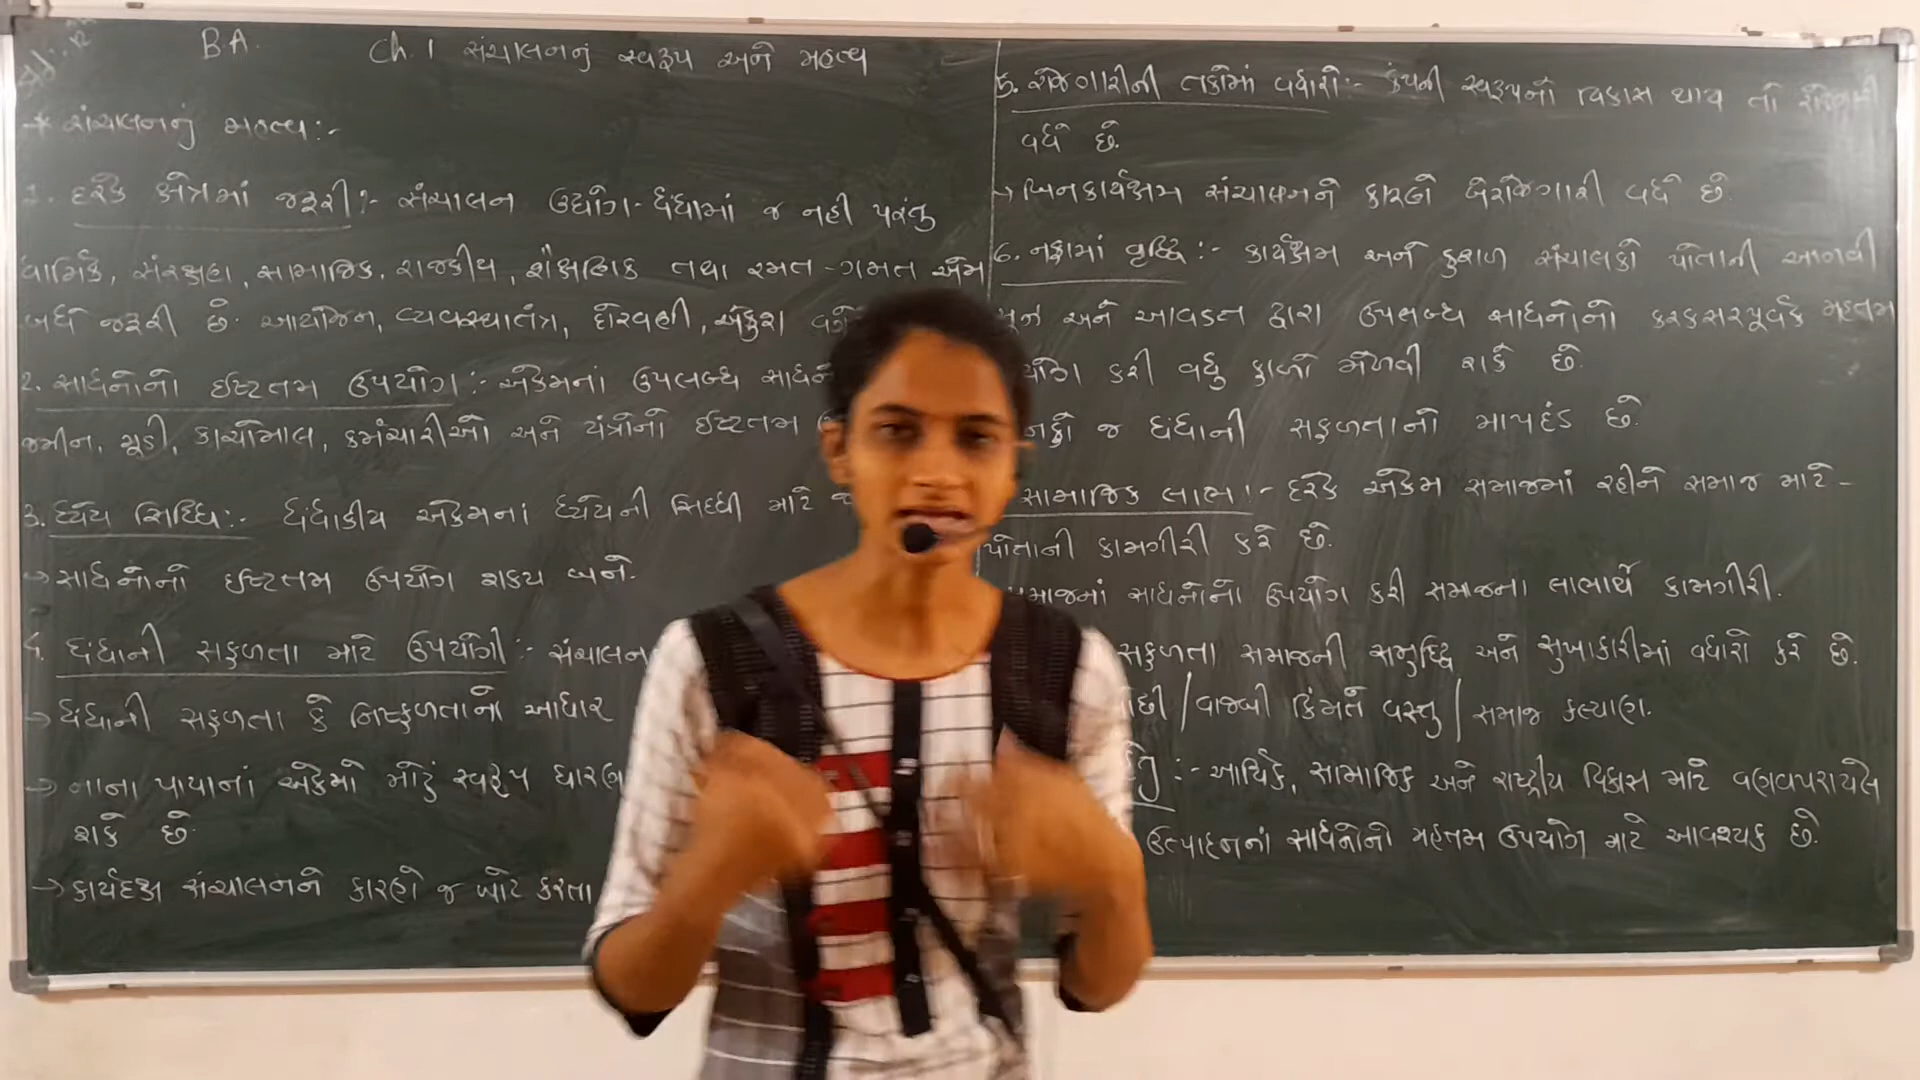 ધો.:- 12
BA.
Ch.1 સંચાલનનું સ્વરૂપ અને મહત્વ
* સંચાલનનું મહત્વ:-
1. દરેક ક્ષેત્રમાં જરૂરી:- સંચાલન ઉદ્યોગ-ધંધામાં જ નહી પરંતુ
ધાર્મિક, સંરક્ષણ, સામાજિક, રાજકીય, શૈક્ષણિક તથા રમત-ગમત એમ
બધે જરૂરી છે. આયોજન, વ્યવસ્થાતંત્ર, દોરવણી, અંકુશ
2. સાધનોનો ઈષ્ટતમ ઉપયોગ:- એકમનાં ઉપલબ્ધ
જમીન, મૂડી, કાચોમાલ, કર્મચારીઓ અને યંત્રોનો ઈષ્ટતમ
3. ધ્યેય સિધ્ધિ:- ધંધાકીય એકમનાં ધ્યેયની સિધ્ધી માટે
→ સાધનોનો ઈષ્ટતમ ઉપયોગ શક્ય બને.
4. ધંધાની સફળતા માટે ઉપયોગી:- સંચાલન
→ ધંધાની સફળતા કે નિષ્ફળતાનો આધાર
→ નાના પાયાનાં એકમો મોટું સ્વરૂપ ધારણ
શકે છે.
→ કાર્યદક્ષ સંચાલનને કારણે જ ખોટ કરતા
5. રોજગારીની તકોમાં વધારો:- કંપની સ્વરૂપનો વિકાસ થાય તો રોજગારી
વધે છે.
→ બિનકાર્યક્ષમ સંચાલનને કારણે બેરોજગારી વધે છે.
6. નફામાં વૃધ્ધિ:- કાર્યક્ષમ અને કુશળ સંચાલકો પોતાની આગવી
સૂઝ અને આવડત દ્વારા ઉપલબ્ધ સાધનોનો કરકસરપૂર્વક મહત્તમ
કરી વધુ ફાળો મેળવી શકે છે.
નફો જ ધંધાની સફળતાનો માપદંડ છે.
સામાજિક લાભ:- દરેક એકમ સમાજમાં રહીને સમાજ માટે -
પોતાની કામગીરી કરે છે.
સમાજનાં સાધનોનો ઉપયોગ કરી સમાજના લાભાર્થે કામગીરી.
સફળતા સમાજની સમૃધ્ધિ અને સુખાકારીમાં વધારો કરે છે.
/ વાજબી કિંમતે વસ્તુ / સમાજ કલ્યાણ.
:- આર્થિક, સામાજિક અને રાષ્ટ્રીય વિકાસ માટે વણવપરાયેલ
ઉત્પાદનનાં સાધનોનો મહત્તમ ઉપયોગ માટે આવશ્યક છે.